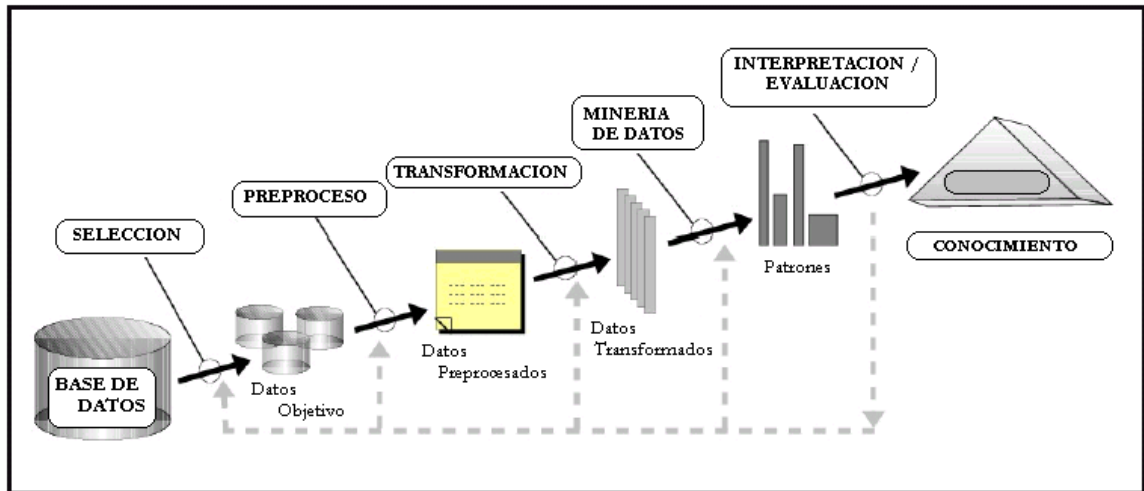 INTERPRETACION /
EVALUACION
MINERIA
DE DATOS
TRANSFORMACION
PREPROCESO
SELECCION
CONOCIMIENTO
Patrones
Datos
Transformados
Datos
Preprocesados
Datos
Objetivo
BASE DE
DATOS